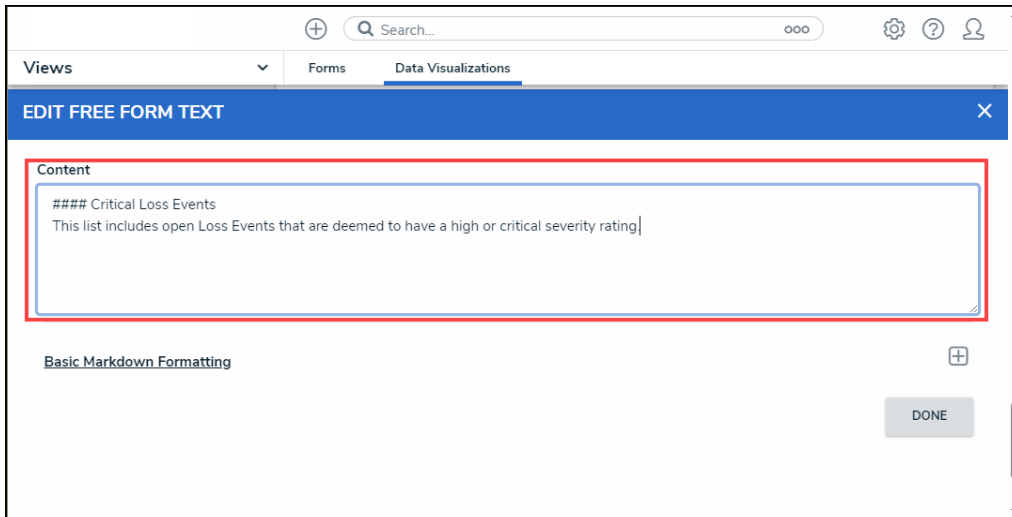 Search...
Views
Forms
Data Visualizations
EDIT FREE FORM TEXT
Content
#### Critical Loss Events
This list includes open Loss Events that are deemed to have a high or critical severity rating.
Basic Markdown Formatting
DONE